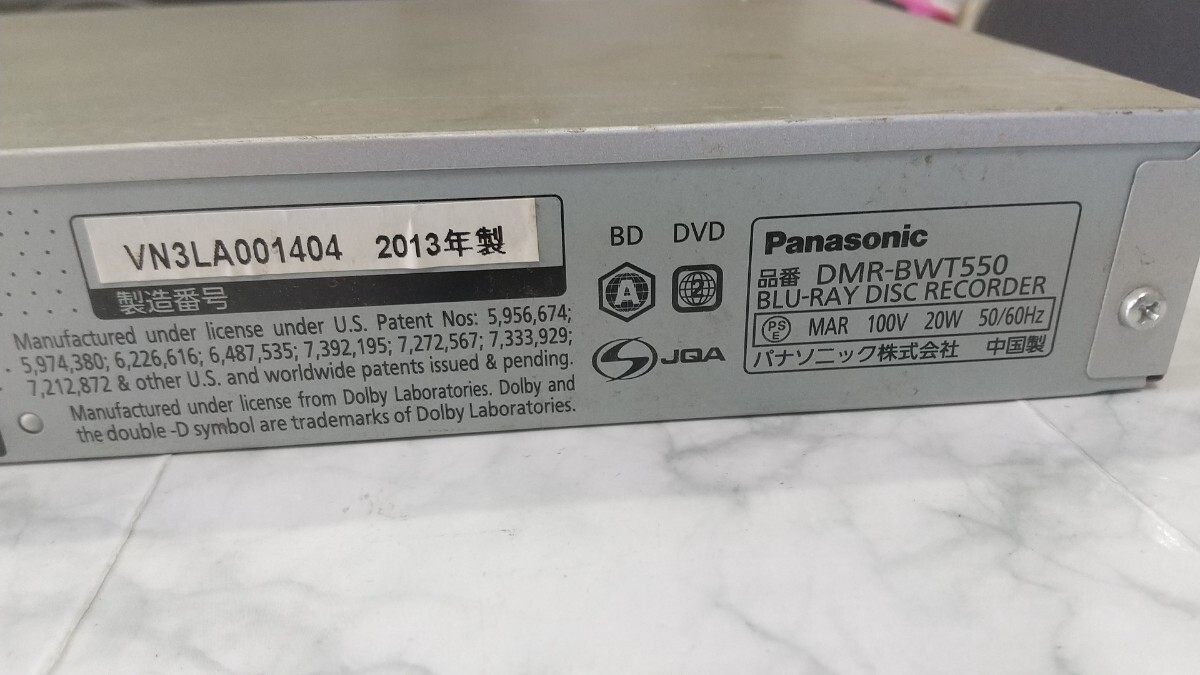 VN3LA001404 2013年製
製造番号
Manufactured under license under U.S. Patent Nos: 5,956,674;
5,974,380; 6,226,616; 6,487,535; 7,392,195; 7,272,567; 7,333,929;
7,212,872 & other U.S. and worldwide patents issued & pending.
Manufactured under license from Dolby Laboratories. Dolby and
the double -D symbol are trademarks of Dolby Laboratories.
BD DVD
A 2
JQA
Panasonic
品番 DMR-BWT550
BLU-RAY DISC RECORDER
PS E MAR 100V 20W 50/60Hz
パナソニック株式会社 中国製